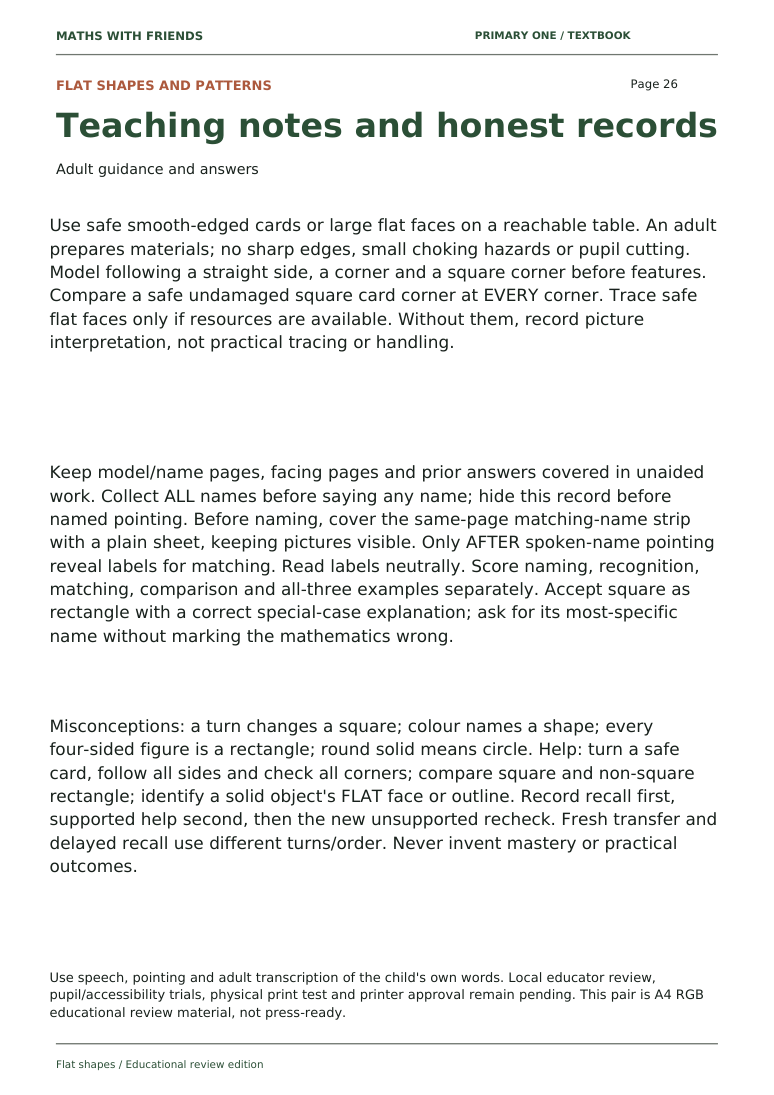 MATHS WITH FRIENDS
PRIMARY ONE / TEXTBOOK
FLAT SHAPES AND PATTERNS
Page 26
Teaching notes and honest records
Adult guidance and answers
Use safe smooth-edged cards or large flat faces on a reachable table. An adult
prepares materials; no sharp edges, small choking hazards or pupil cutting.
Model following a straight side, a corner and a square corner before features.
Compare a safe undamaged square card corner at EVERY corner. Trace safe
flat faces only if resources are available. Without them, record picture
interpretation, not practical tracing or handling.
Keep model/name pages, facing pages and prior answers covered in unaided
work. Collect ALL names before saying any name; hide this record before
named pointing. Before naming, cover the same-page matching-name strip
with a plain sheet, keeping pictures visible. Only AFTER spoken-name pointing
reveal labels for matching. Read labels neutrally. Score naming, recognition,
matching, comparison and all-three examples separately. Accept square as
rectangle with a correct special-case explanation; ask for its most-specific
name without marking the mathematics wrong.
Misconceptions: a turn changes a square; colour names a shape; every
four-sided figure is a rectangle; round solid means circle. Help: turn a safe
card, follow all sides and check all corners; compare square and non-square
rectangle; identify a solid object's FLAT face or outline. Record recall first,
supported help second, then the new unsupported recheck. Fresh transfer and
delayed recall use different turns/order. Never invent mastery or practical
outcomes.
Use speech, pointing and adult transcription of the child's own words. Local educator review,
pupil/accessibility trials, physical print test and printer approval remain pending. This pair is A4 RGB
educational review material, not press-ready.
Flat shapes / Educational review edition